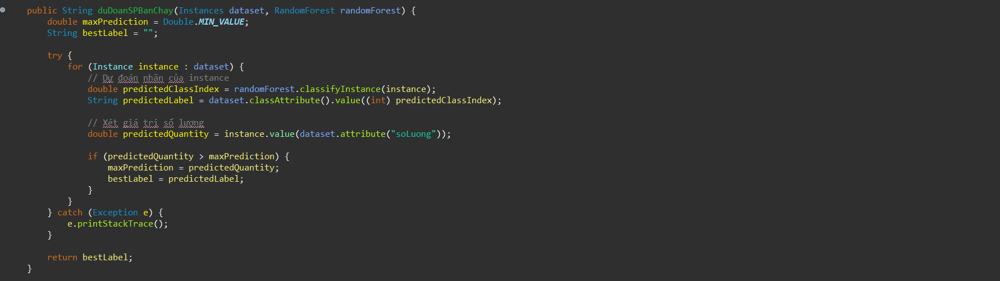 public String duDoanSPBanChay(Instances dataset, RandomForest randomForest) {
double maxPrediction = Double.MIN_VALUE;
String bestLabel = "";
try {
for (Instance instance : dataset) {
// Dự đoán nhãn của instance
double predictedClassIndex = randomForest.classifyInstance(instance);
String predictedLabel = dataset.classAttribute().value((int) predictedClassIndex);
// Xét giá trị số lượng
double predictedQuantity = instance.value(dataset.attribute("soLuong"));
if (predictedQuantity > maxPrediction) {
maxPrediction = predictedQuantity;
bestLabel = predictedLabel;
}
}
} catch (Exception e) {
e.printStackTrace();
}
return bestLabel;
}